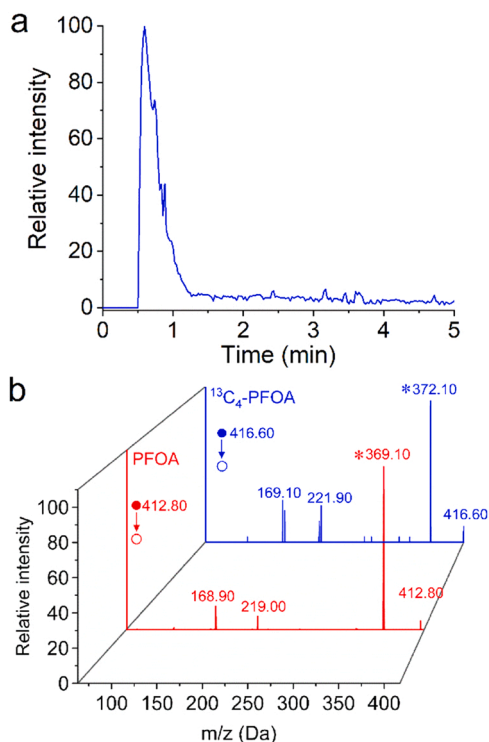 a
Relative intensity
100
80
60
40
20
0
0 1 2 3 4 5
Time (min)
b
¹³C₄-PFOA
*372.10
416.60
PFOA
*369.10
412.80
169.10 221.90
416.60
100
80
60
40
20
0
Relative intensity
168.90
219.00
412.80
100 150 200 250 300 350 400
m/z (Da)